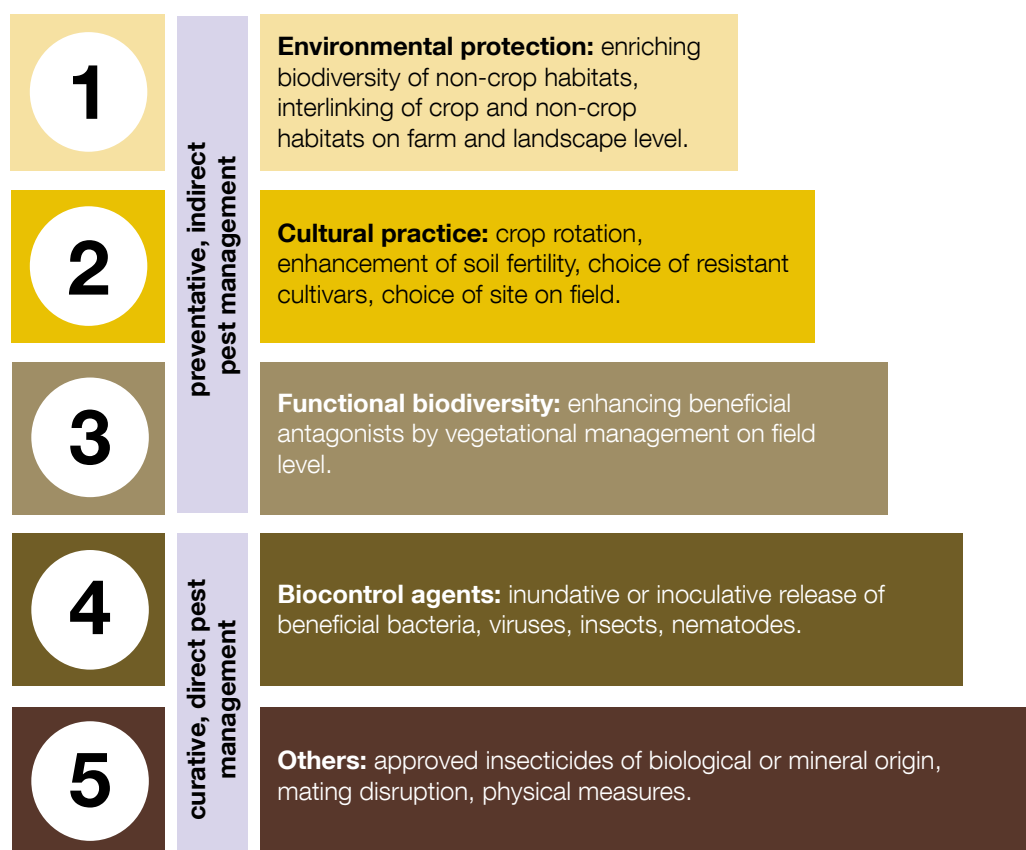 1
Environmental protection: enriching
biodiversity of non-crop habitats,
interlinking of crop and non-crop
habitats on farm and landscape level.
preventative, indirect
pest management
2
Cultural practice: crop rotation,
enhancement of soil fertility, choice of resistant
cultivars, choice of site on field.
3
Functional biodiversity: enhancing beneficial
antagonists by vegetational management on field
level.
4
Biocontrol agents: inundative or inoculative release of
beneficial bacteria, viruses, insects, nematodes.
curative, direct pest
management
5
Others: approved insecticides of biological or mineral origin,
mating disruption, physical measures.